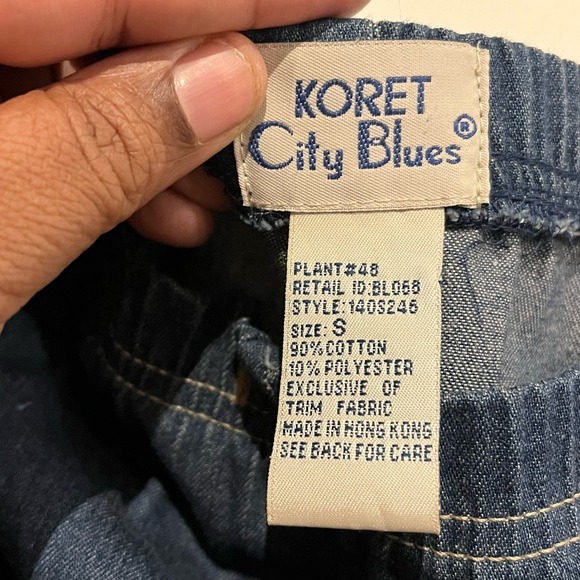 KORET
City Blues®
PLANT#48
RETAIL ID:BL068
STYLE:1403246
SIZE: S
90%COTTON
10% POLYESTER
EXCLUSIVE OF
TRIM FABRIC
MADE IN HONG KONG
SEE BACK FOR CARE